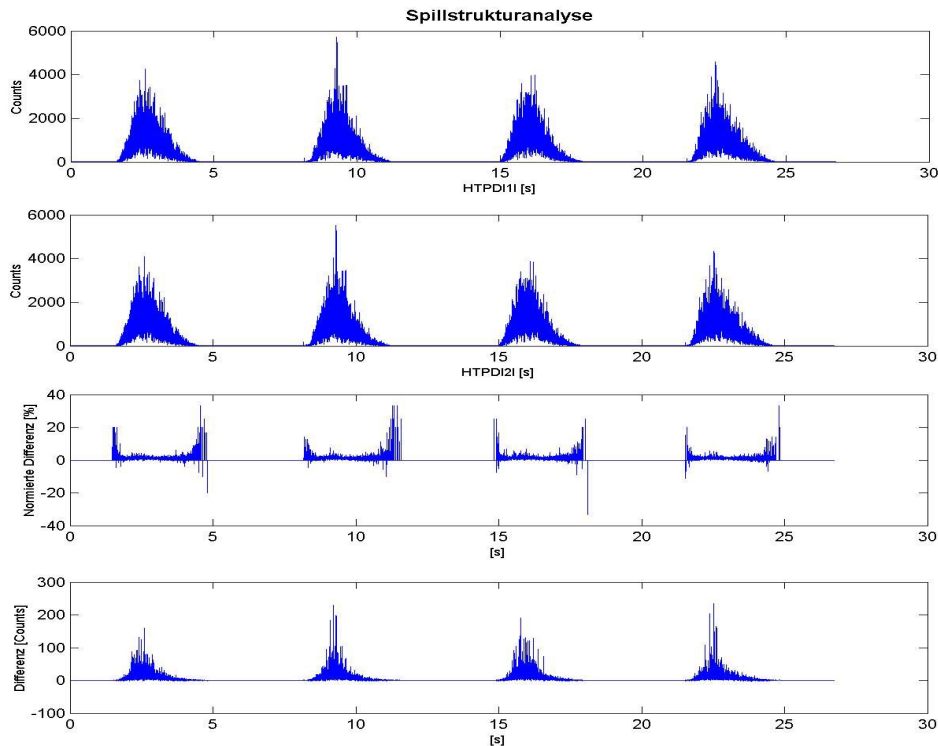 Spillstrukturanalyse
6000
4000
2000
0
Counts
0 5 10 15 20 25 30
HTPDI1I [s]
6000
4000
2000
0
Counts
0 5 10 15 20 25 30
HTPDI2I [s]
40
20
0
-20
-40
Normierte Differenz [%]
0 5 10 15 20 25 30
[s]
300
200
100
0
-100
Differenz [Counts]
0 5 10 15 20 25 30
[s]